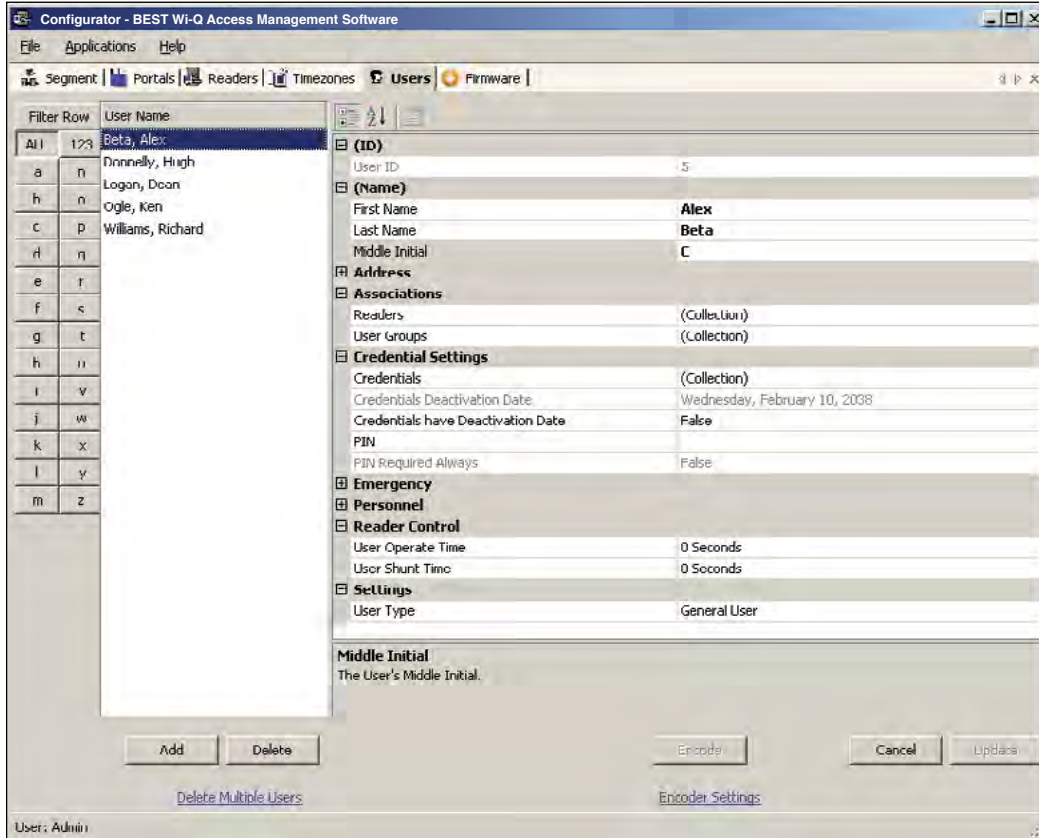 Configurator - BEST Wi-Q Access Management Software
File Applications Help
Segment Portals Readers Timezones Users Firmware
Filter Row User Name
All 123
a n
b o
c p
d q
e r
f s
g t
h u
i v
j w
k x
l y
m z
Beta, Alex
Donnelly, Hugh
Logan, Dean
Ogle, Ken
Williams, Richard
(ID)
User ID 5
(Name)
First Name Alex
Last Name Beta
Middle Initial C
Address
Associations
Readers (Collection)
User Groups (Collection)
Credential Settings
Credentials (Collection)
Credentials Deactivation Date Wednesday, February 10, 2038
Credentials have Deactivation Date False
PIN
PIN Required Always False
Emergency
Personnel
Reader Control
User Operate Time 0 Seconds
User Shunt Time 0 Seconds
Settings
User Type General User
Middle Initial
The User's Middle Initial.
Add Delete Encode Cancel Update
Delete Multiple Users Encoder Settings
User: Admin